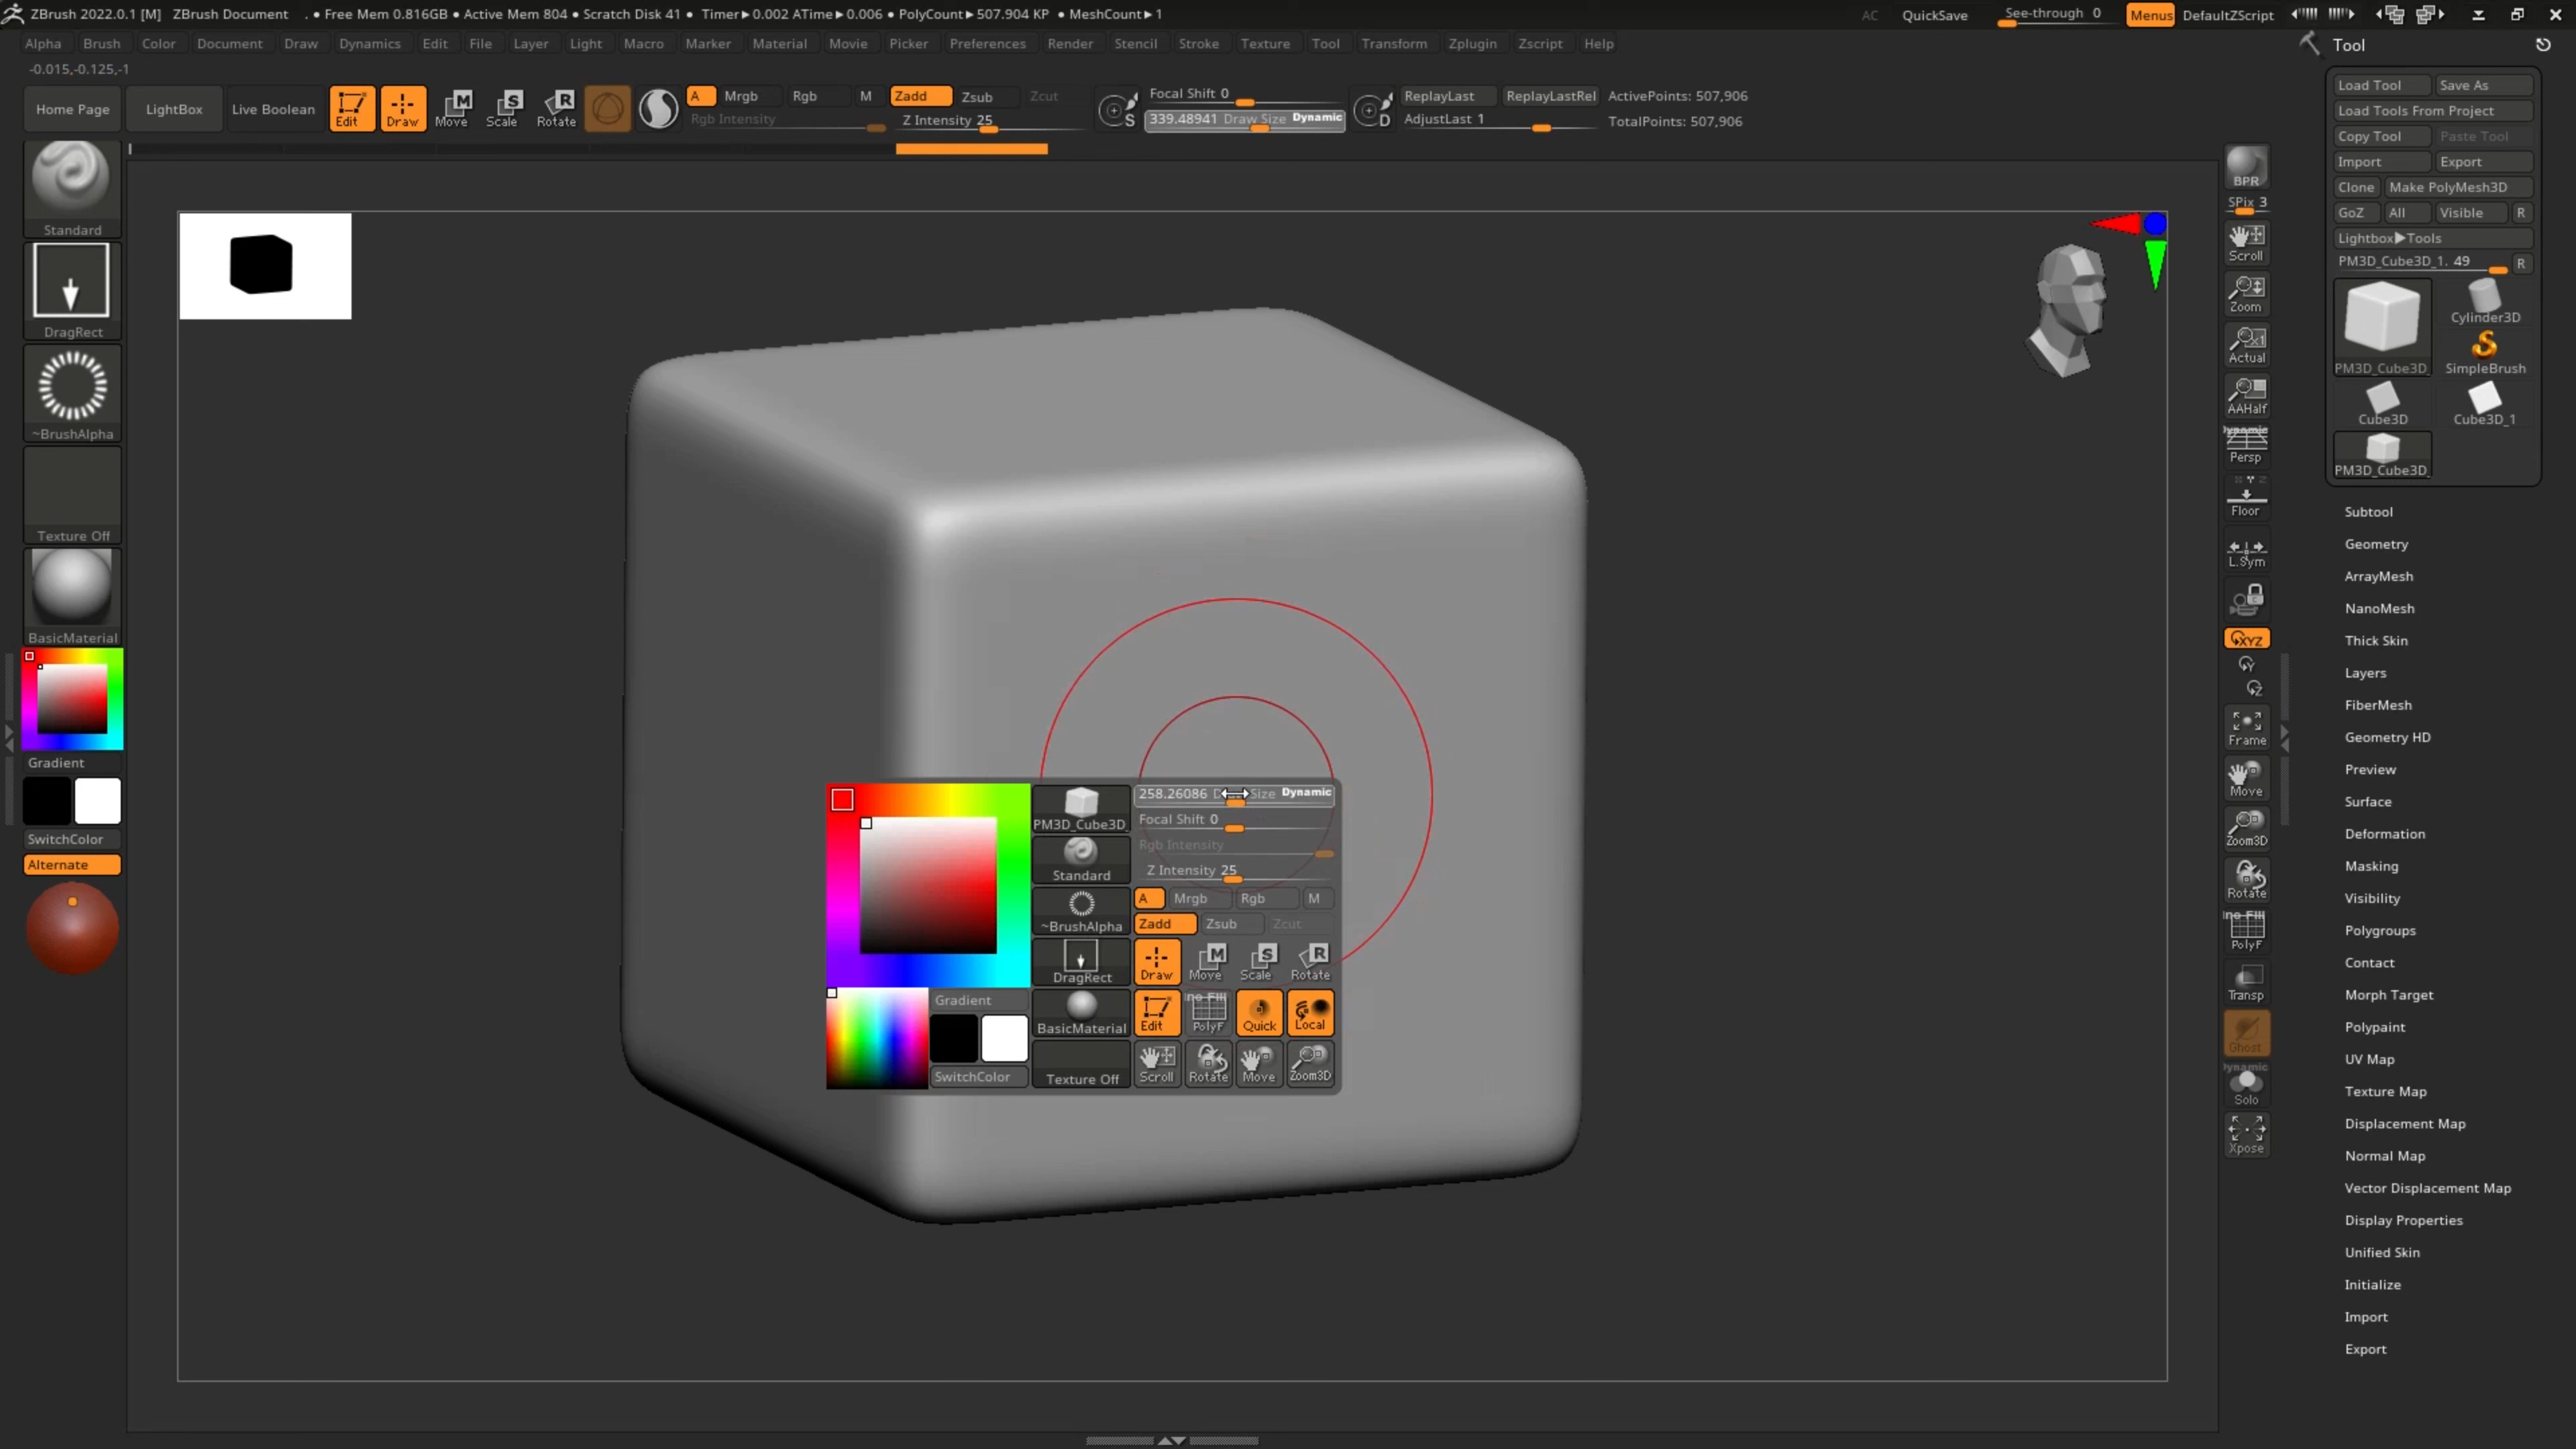 ZBrush 2022.0.1 [M] ZBrush Document . • Free Mem 0.816GB • Active Mem 804 • Scratch Disk 41 • Timer▶0.002 ATime▶0.006 • PolyCount▶507.904 KP • MeshCount▶1 AC QuickSave See-through 0 Menus DefaultZScript
Alpha Brush Color Document Draw Dynamics Edit File Layer Light Macro Marker Material Movie Picker Preferences Render Stencil Stroke Texture Tool Transform Zplugin Zscript Help
-0.015,-0.125,-1
Home Page LightBox Live Boolean Edit Draw Move Scale Rotate
A Mrgb Rgb M Zadd Zsub Zcut
Rgb Intensity Z Intensity 25
S Focal Shift 0
339.48941 Draw Size Dynamic
D ReplayLast ReplayLastRel ActivePoints: 507,906
AdjustLast 1 TotalPoints: 507,906
Standard
DragRect
~BrushAlpha
Texture Off
BasicMaterial
Gradient
SwitchColor
Alternate
PM3D_Cube3D_
Standard
~BrushAlpha
DragRect
BasicMaterial
Texture Off
Gradient
SwitchColor
258.26086 Size Dynamic
Focal Shift 0
Rgb Intensity
Z Intensity 25
A Mrgb Rgb M
Zadd Zsub Zcut
Draw Move Scale Rotate
Edit PolyF Quick Local
Scroll Rotate Move Zoom3D
BPR
SPix 3
Scroll
Zoom
Actual
AAHalf
Dynamic
Persp
Floor
L.Sym
XYZ
Y
Z
Frame
Move
Zoom3D
Rotate
PolyF
Transp
Ghost
Dynamic
Solo
Xpose
Tool
Load Tool Save As
Load Tools From Project
Copy Tool Paste Tool
Import Export
Clone Make PolyMesh3D
GoZ All Visible R
Lightbox▶Tools
PM3D_Cube3D_1. 49 R
PM3D_Cube3D_
Cylinder3D
SimpleBrush
Cube3D Cube3D_1
PM3D_Cube3D_
Subtool
Geometry
ArrayMesh
NanoMesh
Thick Skin
Layers
FiberMesh
Geometry HD
Preview
Surface
Deformation
Masking
Visibility
Polygroups
Contact
Morph Target
Polypaint
UV Map
Texture Map
Displacement Map
Normal Map
Vector Displacement Map
Display Properties
Unified Skin
Initialize
Import
Export